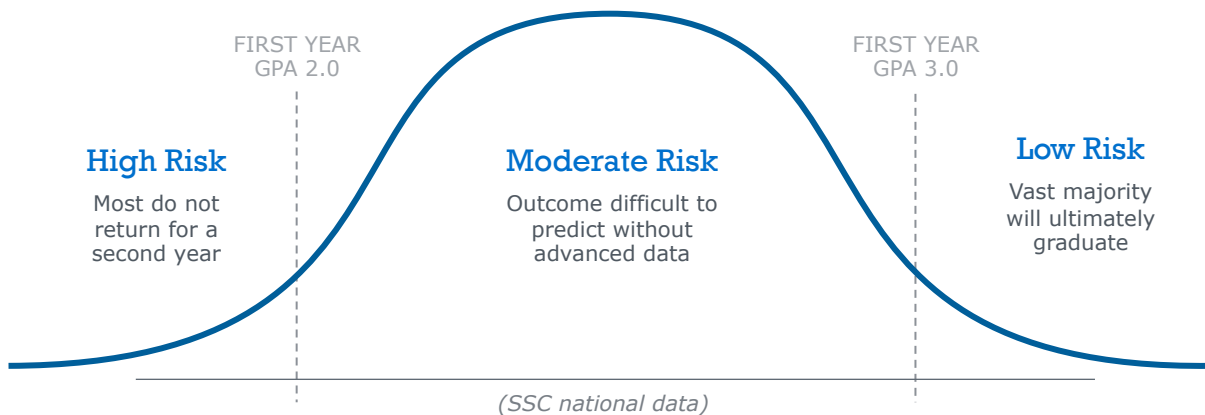 FIRST YEAR
GPA 2.0
FIRST YEAR
GPA 3.0
High Risk
Most do not
return for a
second year
Moderate Risk
Outcome difficult to
predict without
advanced data
Low Risk
Vast majority
will ultimately
graduate
(SSC national data)